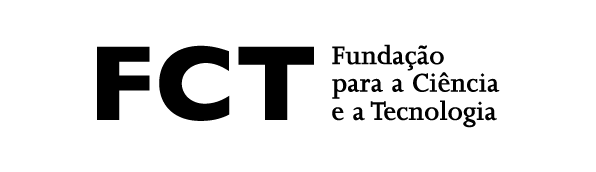 FCT
Fundação
para a Ciência
e a Tecnologia